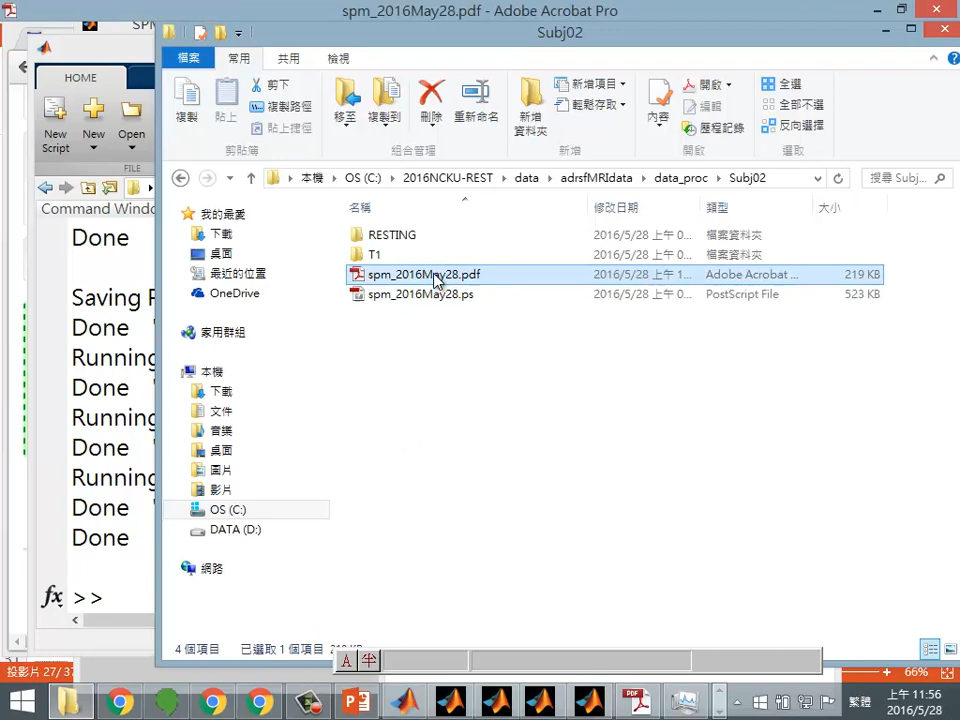 spm_2016May28.pdf - Adobe Acrobat Pro
SPM
Subj02
HOME
檔案 常用 共用 檢視
New Script
New
Open
FILE
複製
貼上
剪下
複製路徑
貼上捷徑
剪貼簿
移至
複製到
刪除
重新命名
組合管理
新增資料夾
新增項目
輕鬆存取
新增
內容
開啟
編輯
歷程記錄
開啟
全選
全部不選
反向選擇
選取
本機 OS (C:) 2016NCKU-REST data adrsfMRIdata data_proc Subj02
搜尋 Subj...
Command Windo
Done
Saving
Done
Running
Done
Running
Done
Running
Done
Done
fx >>
我的最愛
下載
桌面
最近的位置
OneDrive
家用群組
本機
下載
文件
音樂
桌面
圖片
影片
OS (C:)
DATA (D:)
網路
名稱 修改日期 類型 大小
RESTING 2016/5/28 上午 0... 檔案資料夾
T1 2016/5/28 上午 0... 檔案資料夾
spm_2016May28.pdf 2016/5/28 上午 1... Adobe Acrobat ... 219 KB
spm_2016May28.ps 2016/5/28 上午 0... PostScript File 523 KB
4 個項目 已選取 1 個項目
A 半
投影片 27/3
66%
繁體
上午 11:56
2016/5/28